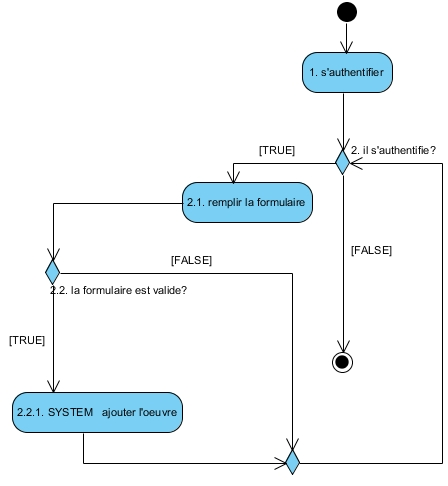 1. s'authentifier
2. il s'authentifie?
[TRUE]
2.1. remplir la formulaire
[FALSE]
[FALSE]
2.2. la formulaire est valide?
[TRUE]
2.2.1. SYSTEM ajouter l'oeuvre